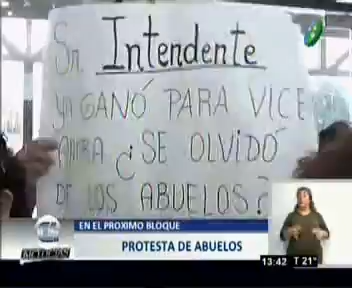 Sr. Intendente
YA GANÓ PARA VICE
AHORA ¿SE OLVIDÓ
DE LOS ABUELOS?
EN EL PROXIMO BLOQUE
PROTESTA DE ABUELOS
NOTICIAS
13:42 T 21°